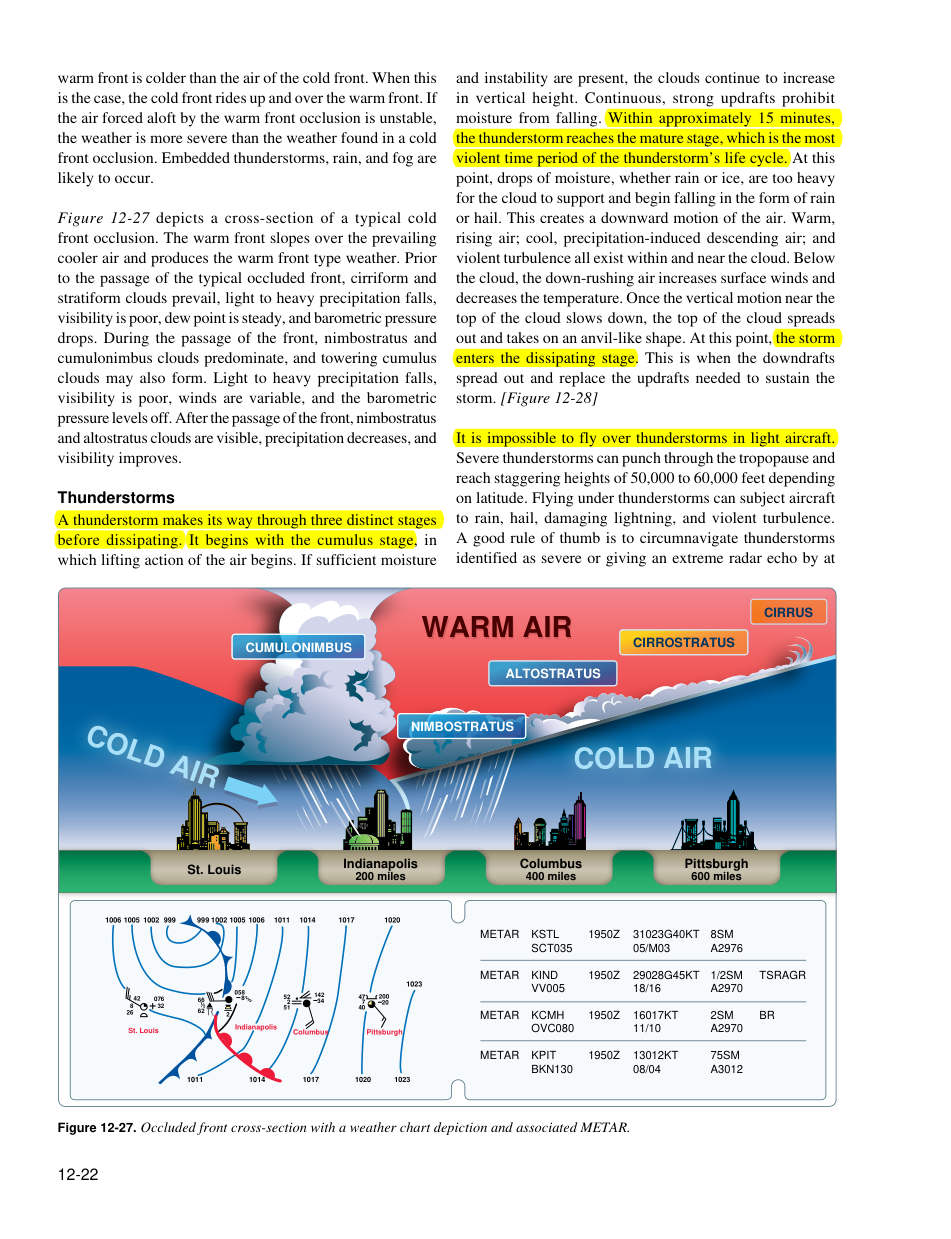 warm front is colder than the air of the cold front. When this
is the case, the cold front rides up and over the warm front. If
the air forced aloft by the warm front occlusion is unstable,
the weather is more severe than the weather found in a cold
front occlusion. Embedded thunderstorms, rain, and fog are
likely to occur.
Figure 12-27 depicts a cross-section of a typical cold
front occlusion. The warm front slopes over the prevailing
cooler air and produces the warm front type weather. Prior
to the passage of the typical occluded front, cirriform and
stratiform clouds prevail, light to heavy precipitation falls,
visibility is poor, dew point is steady, and barometric pressure
drops. During the passage of the front, nimbostratus and
cumulonimbus clouds predominate, and towering cumulus
clouds may also form. Light to heavy precipitation falls,
visibility is poor, winds are variable, and the barometric
pressure levels off. After the passage of the front, nimbostratus
and altostratus clouds are visible, precipitation decreases, and
visibility improves.
Thunderstorms
A thunderstorm makes its way through three distinct stages
before dissipating. It begins with the cumulus stage, in
which lifting action of the air begins. If sufficient moisture
and instability are present, the clouds continue to increase
in vertical height. Continuous, strong updrafts prohibit
moisture from falling. Within approximately 15 minutes,
the thunderstorm reaches the mature stage, which is the most
violent time period of the thunderstorm's life cycle. At this
point, drops of moisture, whether rain or ice, are too heavy
for the cloud to support and begin falling in the form of rain
or hail. This creates a downward motion of the air. Warm,
rising air; cool, precipitation-induced descending air; and
violent turbulence all exist within and near the cloud. Below
the cloud, the down-rushing air increases surface winds and
decreases the temperature. Once the vertical motion near the
top of the cloud slows down, the top of the cloud spreads
out and takes on an anvil-like shape. At this point, the storm
enters the dissipating stage. This is when the downdrafts
spread out and replace the updrafts needed to sustain the
storm. [Figure 12-28]
It is impossible to fly over thunderstorms in light aircraft.
Severe thunderstorms can punch through the tropopause and
reach staggering heights of 50,000 to 60,000 feet depending
on latitude. Flying under thunderstorms can subject aircraft
to rain, hail, damaging lightning, and violent turbulence.
A good rule of thumb is to circumnavigate thunderstorms
identified as severe or giving an extreme radar echo by at
CIRRUS
WARM AIR
CIRROSTRATUS
CUMULONIMBUS
ALTOSTRATUS
NIMBOSTRATUS
COLD AIR
COLD AIR
St. Louis
Indianapolis
200 miles
Columbus
400 miles
Pittsburgh
600 miles
1006 1005 1002 999 999 1002 1005 1006 1011 1014 1017 1020
1023
42 076
8 32
26
St. Louis
66 058
62 2
Indianapolis
52 142
2 34
51
Columbus
47 200
7 20
40
Pittsburgh
1011 1014 1017 1020 1023
METAR KSTL 1950Z 31023G40KT 8SM
SCT035 05/M03 A2976
METAR KIND 1950Z 29028G45KT 1/2SM TSRAGR
VV005 18/16 A2970
METAR KCMH 1950Z 16017KT 2SM BR
OVC080 11/10 A2970
METAR KPIT 1950Z 13012KT 75SM
BKN130 08/04 A3012
Figure 12-27. Occluded front cross-section with a weather chart depiction and associated METAR.
12-22